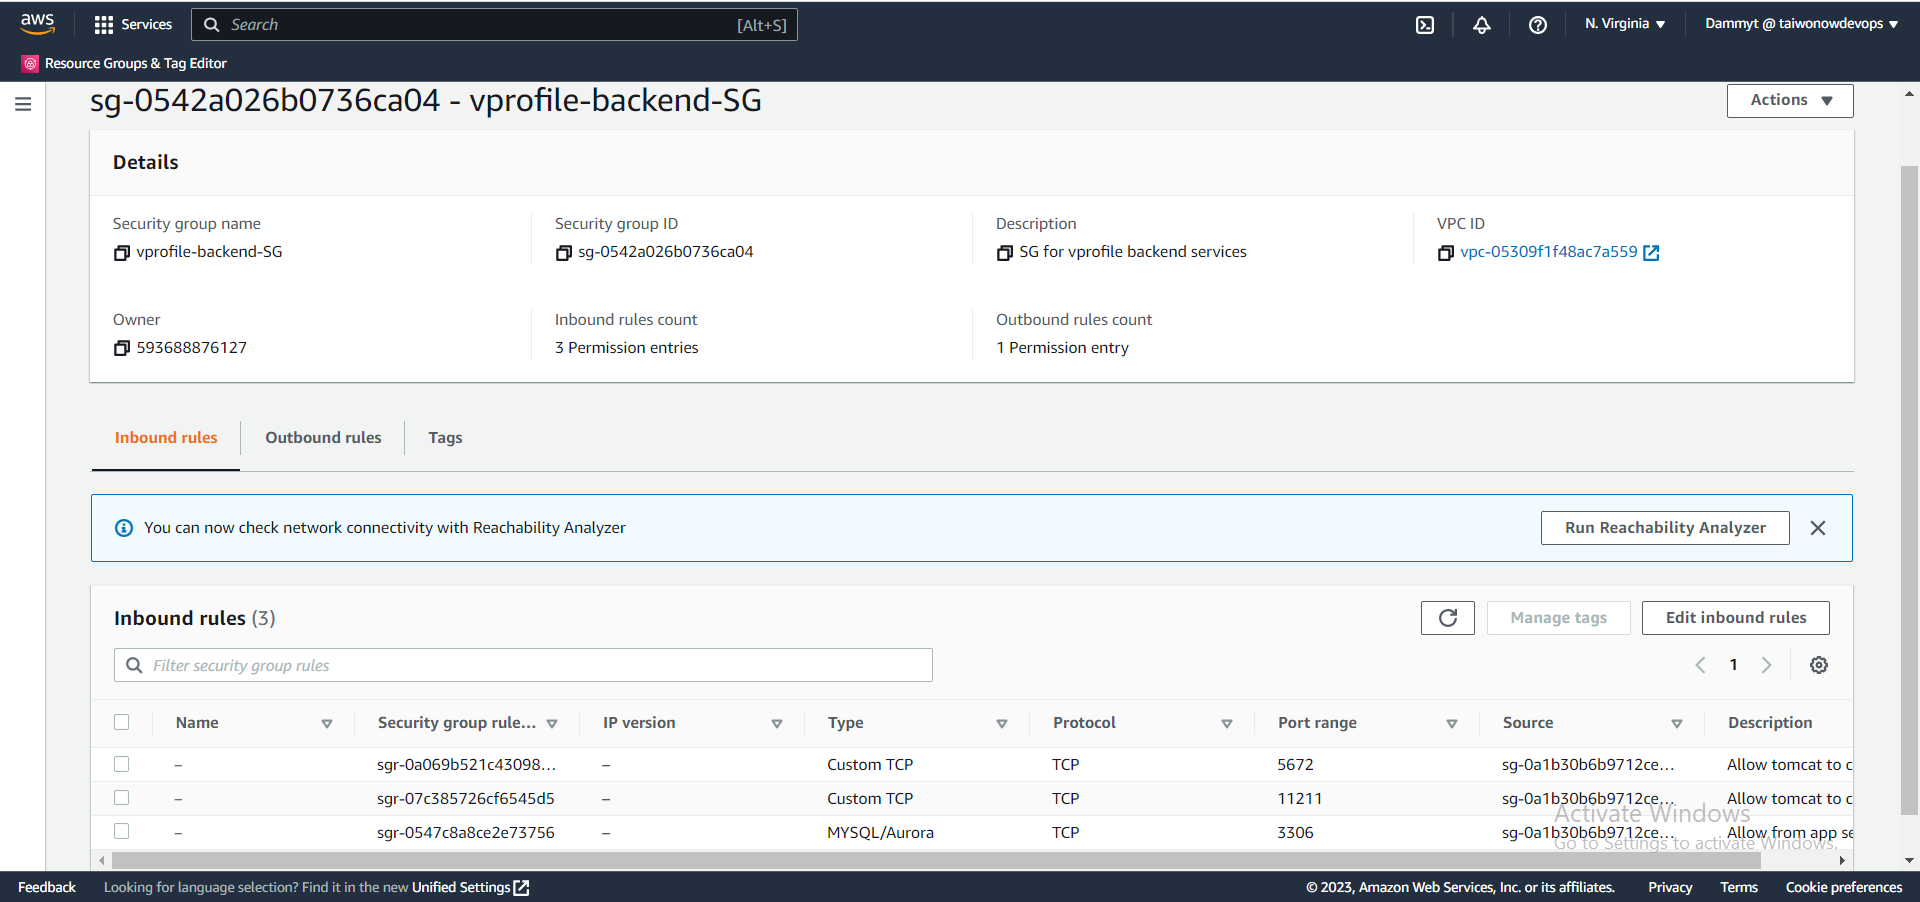 aws Services Search [Alt+S] N. Virginia Dammyt @ taiwonowdevops
Resource Groups & Tag Editor
sg-0542a026b0736ca04 - vprofile-backend-SG Actions
Details
Security group name Security group ID Description VPC ID
vprofile-backend-SG sg-0542a026b0736ca04 SG for vprofile backend services vpc-05309f1f48ac7a559
Owner Inbound rules count Outbound rules count
593688876127 3 Permission entries 1 Permission entry
Inbound rules Outbound rules Tags
You can now check network connectivity with Reachability Analyzer Run Reachability Analyzer
Inbound rules (3) Manage tags Edit inbound rules
Filter security group rules 1
Name Security group rule... IP version Type Protocol Port range Source Description
– sgr-0a069b521c43098... – Custom TCP TCP 5672 sg-0a1b30b6b9712ce... Allow tomcat to c
– sgr-07c385726cf6545d5 – Custom TCP TCP 11211 sg-0a1b30b6b9712ce... Allow tomcat to c
– sgr-0547c8a8ce2e73756 – MYSQL/Aurora TCP 3306 sg-0a1b30b6b9712ce... Allow from app se
Activate Windows
Go to Settings to activate Windows.
Feedback Looking for language selection? Find it in the new Unified Settings © 2023, Amazon Web Services, Inc. or its affiliates. Privacy Terms Cookie preferences